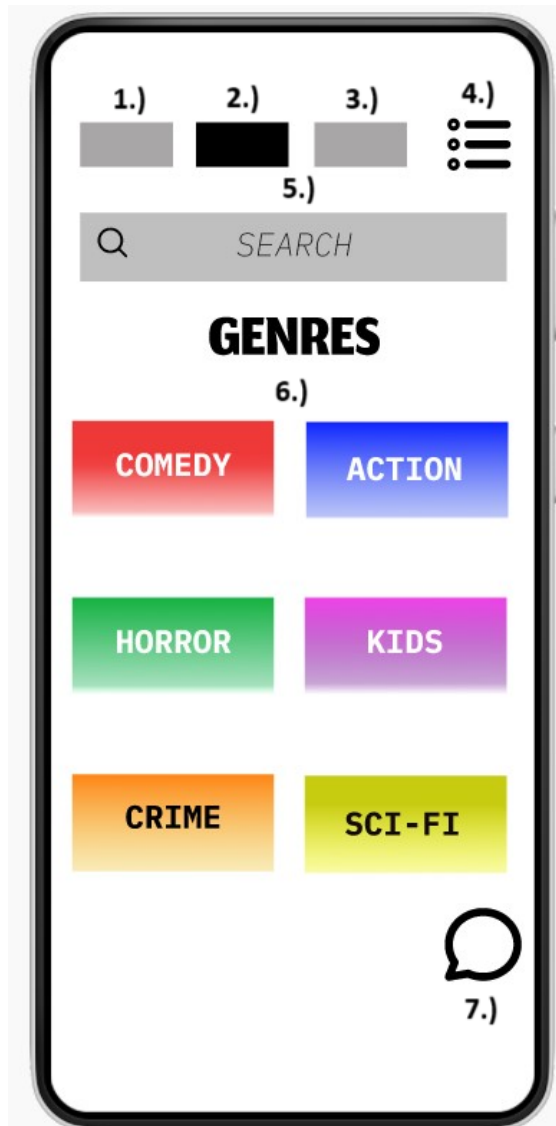 1.) 2.) 3.) 4.)
5.)
SEARCH
GENRES
6.)
COMEDY ACTION
HORROR KIDS
CRIME SCI-FI
7.)